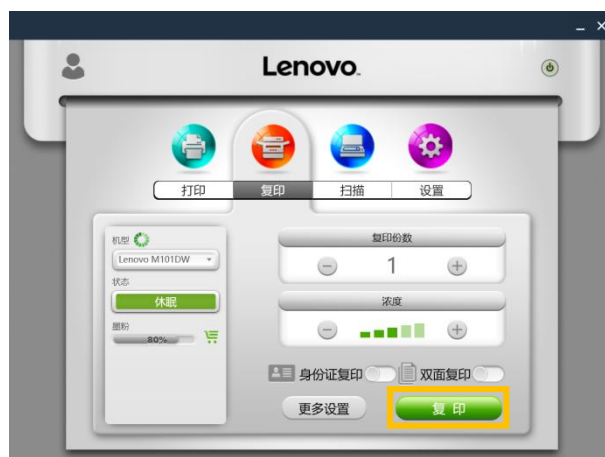 Lenovo
打印 复印 扫描 设置
机型
Lenovo M101DW
状态
休眠
墨粉
80%
复印份数
1
浓度
身份证复印 双面复印
更多设置 复印